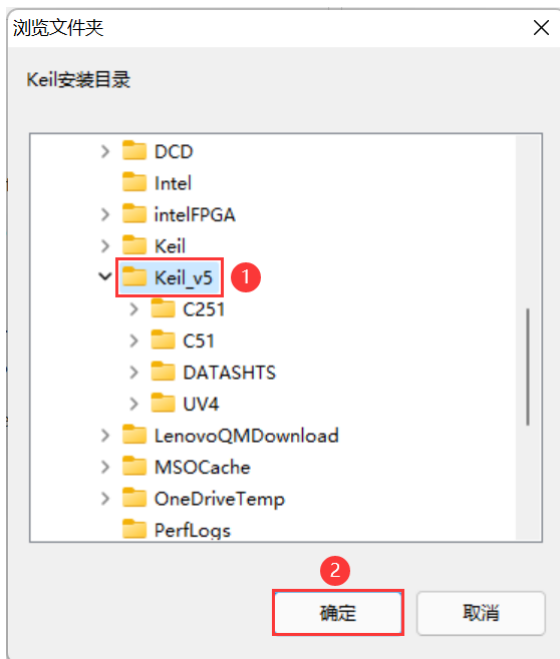 浏览文件夹
Keil安装目录
DCD
Intel
intelFPGA
Keil
Keil_v5 1
C251
C51
DATASHTS
UV4
LenovoQMDownload
MSOCache
OneDriveTemp
PerfLogs
2
确定 取消